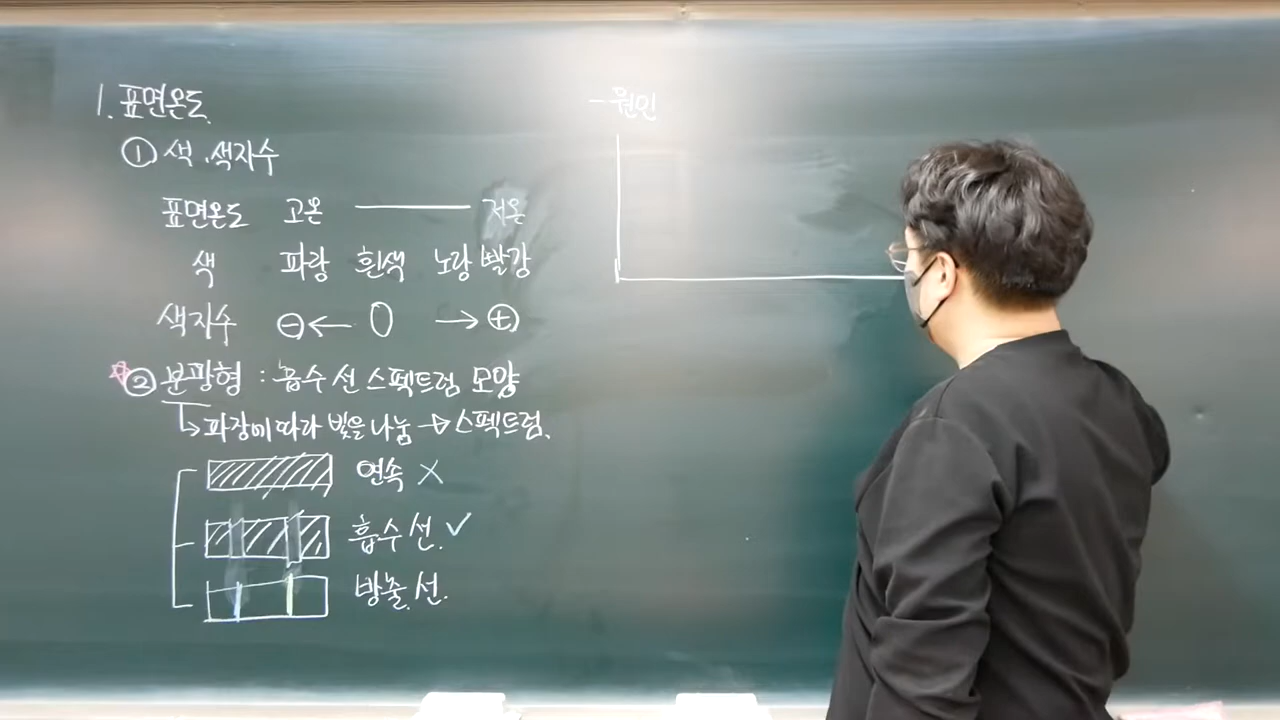 1. 표면온도
① 색, 색지수
표면온도 고온 ─── 저온
색 파랑 흰색 노랑 빨강
색지수 ⊖← 0 →⊕
☆② 분광형 : 흡수 선 스펙트럼 모양
↳ 파장에 따라 빛을 나눔 → 스펙트럼.
연속 X
흡수 선. ✓
방출 선.
- 원인